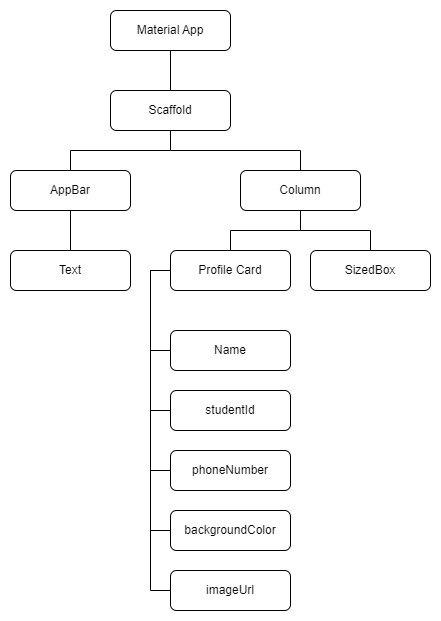 Material App
Scaffold
AppBar
Column
Text
Profile Card
SizedBox
Name
studentId
phoneNumber
backgroundColor
imageUrl